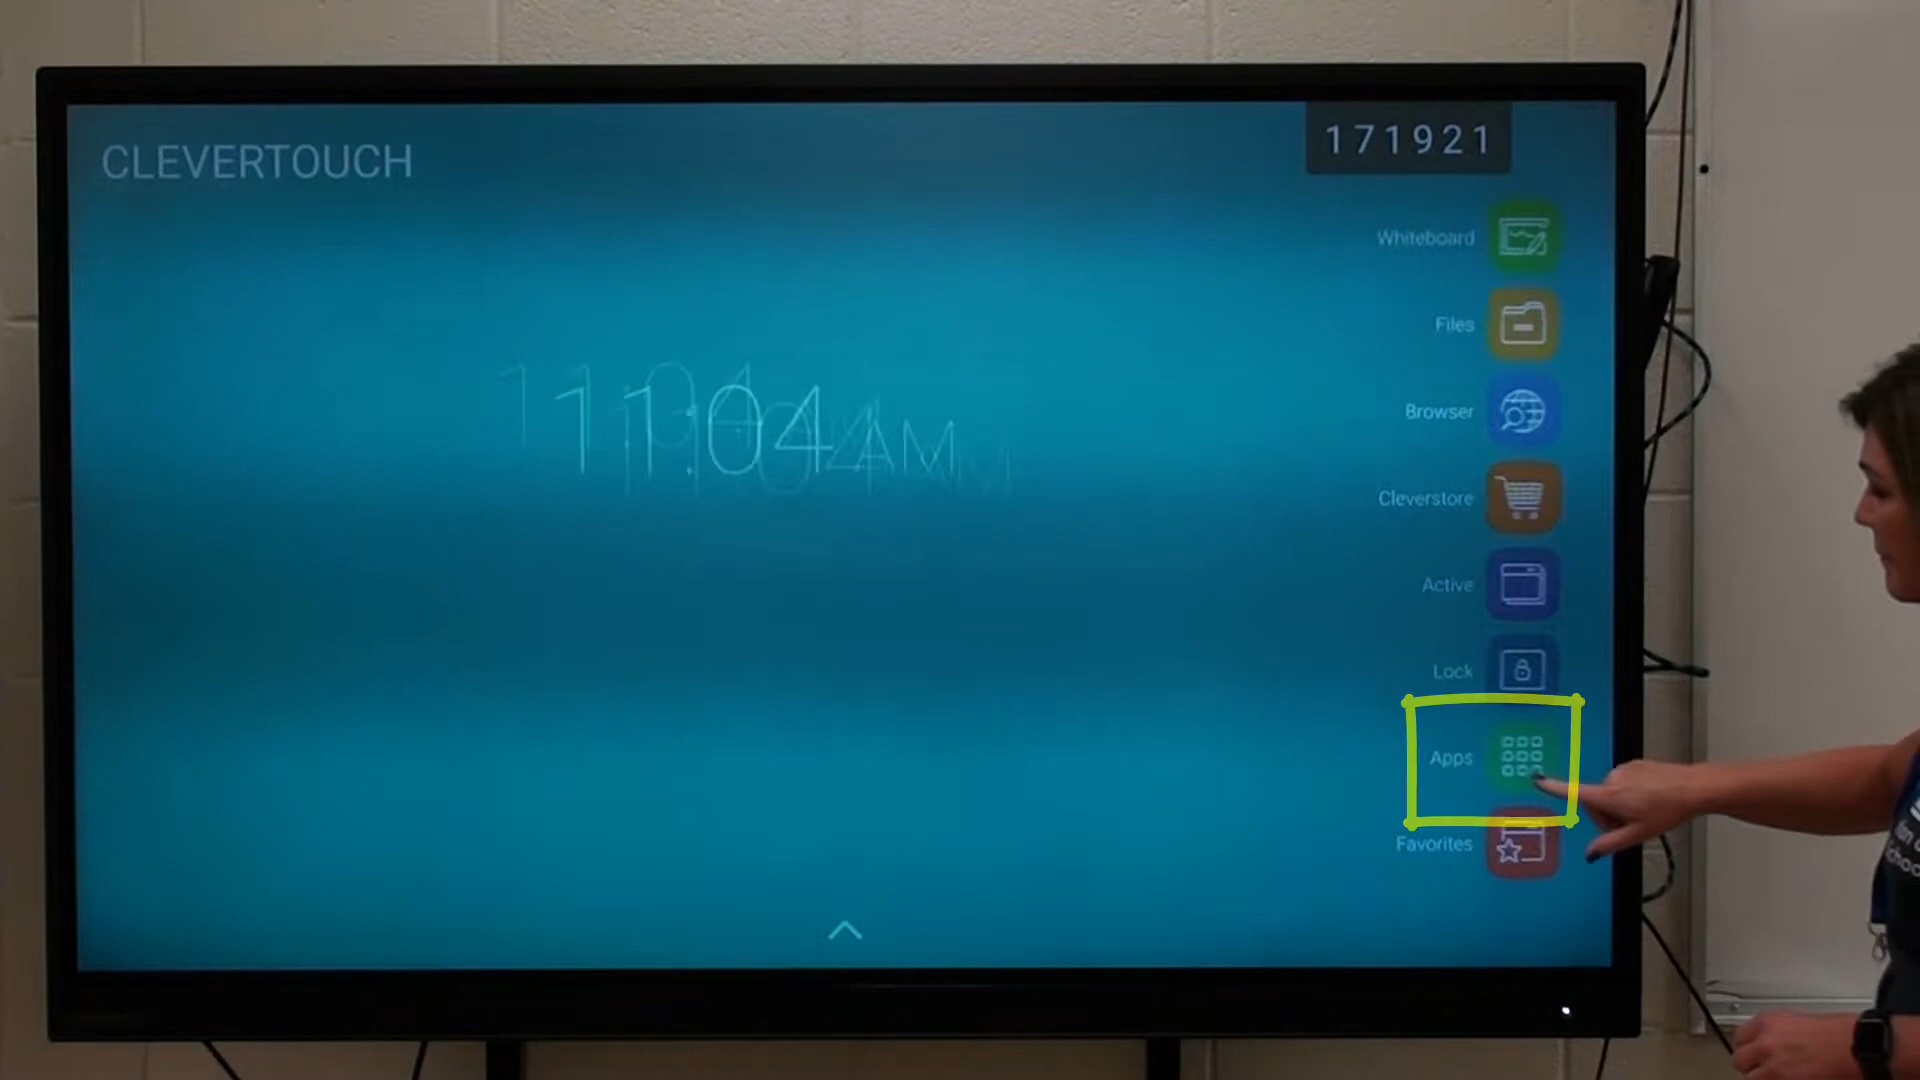 CLEVERTOUCH
171921
Whiteboard
Files
Browser
11:04 AM
Cleverstore
Active
Lock
Apps
Favorites